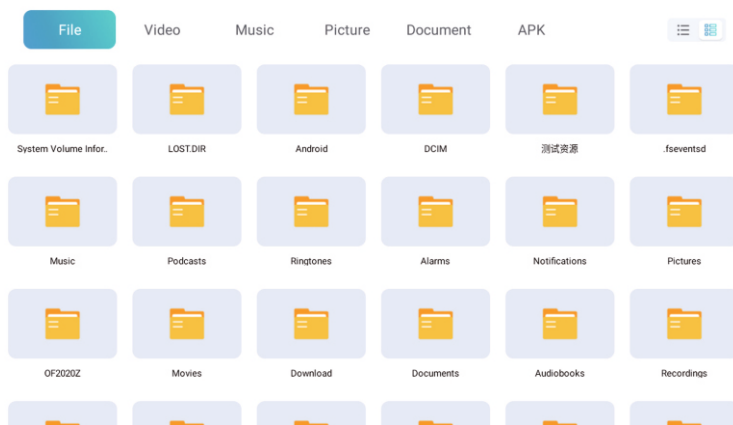 File Video Music Picture Document APK
System Volume Infor..
LOST.DIR
Android
DCIM
测试资源
.fseventsd
Music
Podcasts
Ringtones
Alarms
Notifications
Pictures
OF2020Z
Movies
Download
Documents
Audiobooks
Recordings